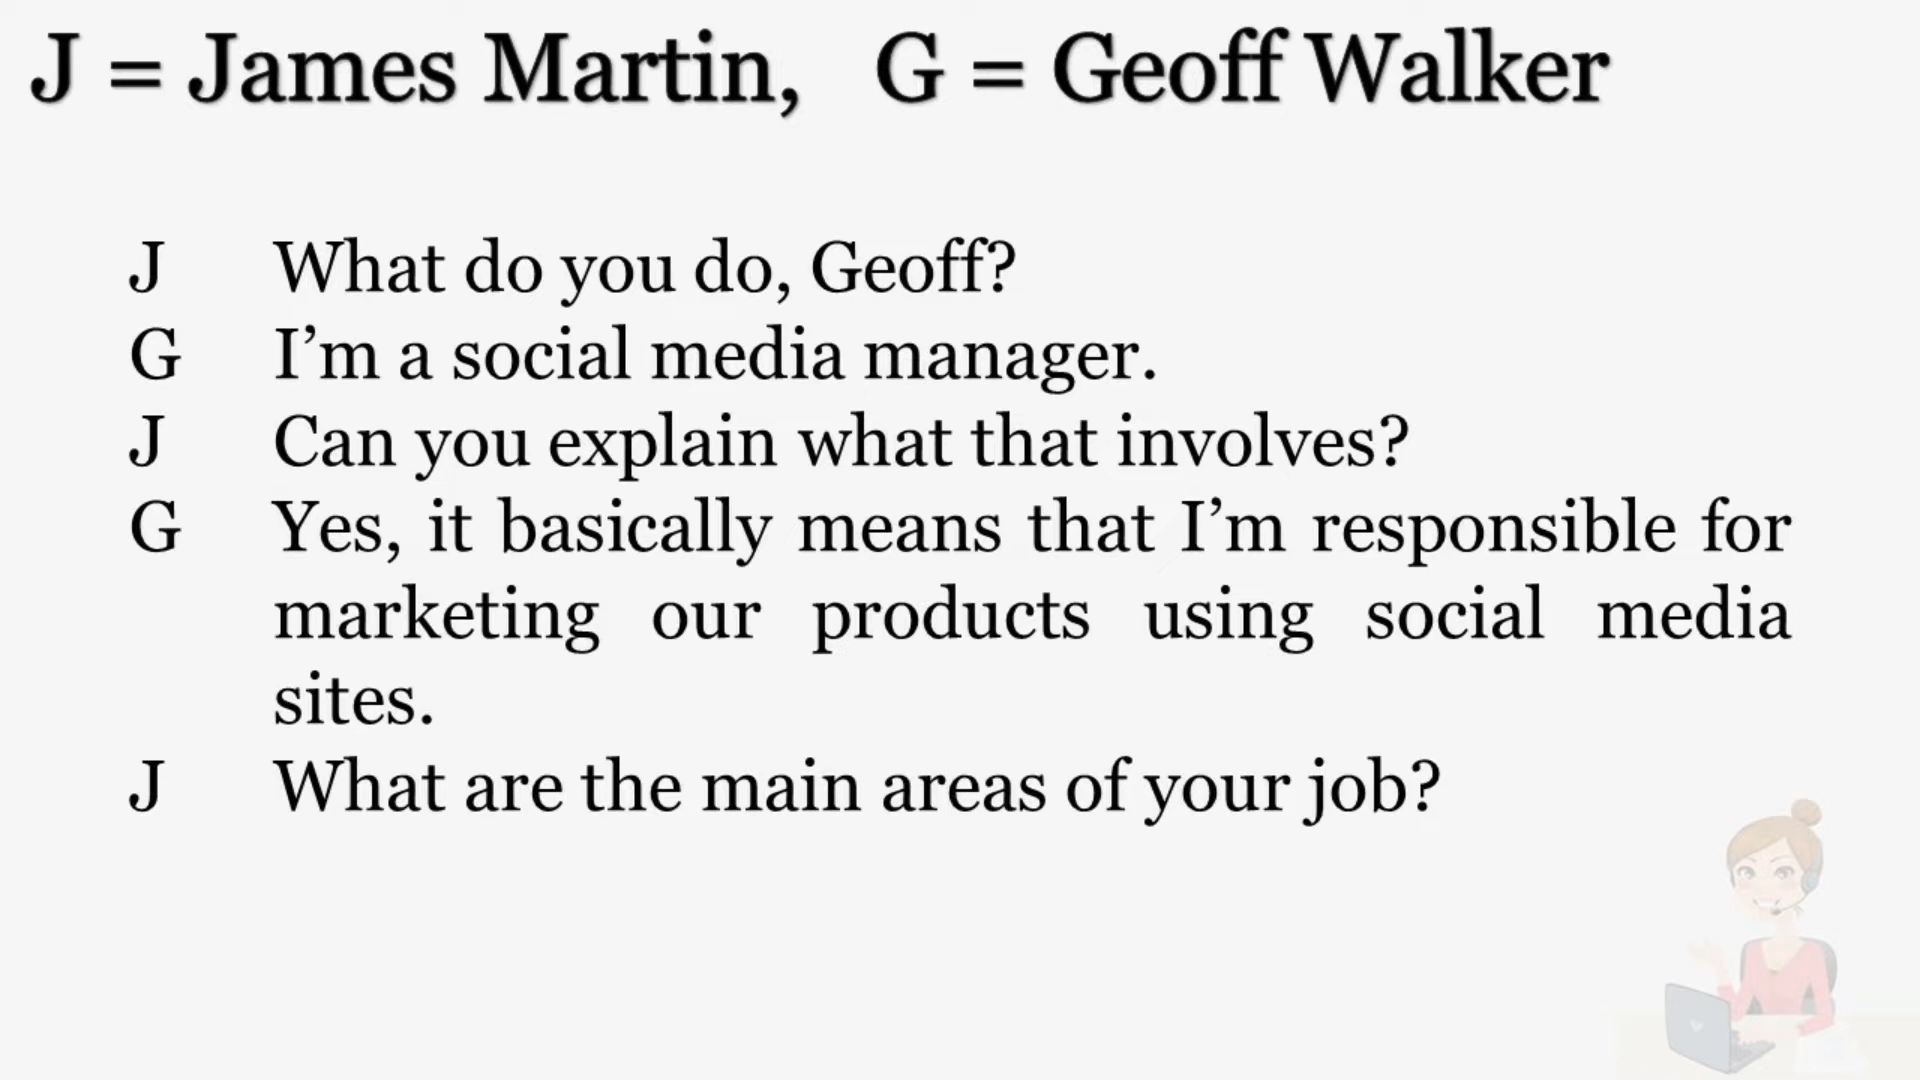 J = James Martin, G = Geoff Walker
J What do you do, Geoff?
G I’m a social media manager.
J Can you explain what that involves?
G Yes, it basically means that I’m responsible for
marketing our products using social media
sites.
J What are the main areas of your job?